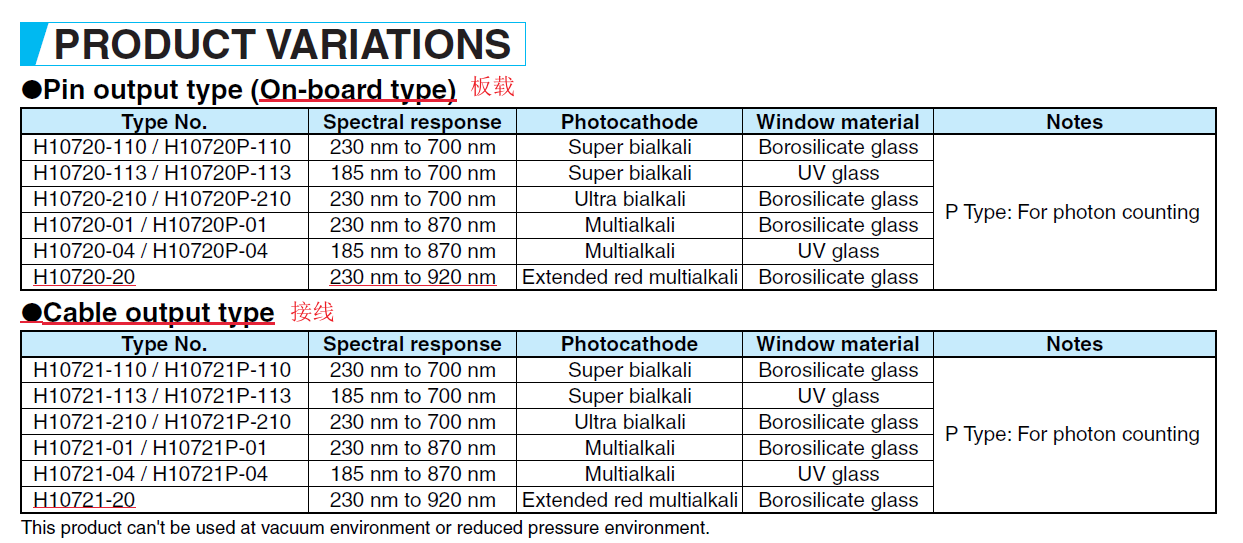 PRODUCT VARIATIONS
●Pin output type (On-board type) 板载
Type No. Spectral response Photocathode Window material Notes
H10720-110 / H10720P-110 230 nm to 700 nm Super bialkali Borosilicate glass
H10720-113 / H10720P-113 185 nm to 700 nm Super bialkali UV glass
H10720-210 / H10720P-210 230 nm to 700 nm Ultra bialkali Borosilicate glass
P Type: For photon counting
H10720-01 / H10720P-01 230 nm to 870 nm Multialkali Borosilicate glass
H10720-04 / H10720P-04 185 nm to 870 nm Multialkali UV glass
H10720-20 230 nm to 920 nm Extended red multialkali Borosilicate glass
●Cable output type 接线
Type No. Spectral response Photocathode Window material Notes
H10721-110 / H10721P-110 230 nm to 700 nm Super bialkali Borosilicate glass
H10721-113 / H10721P-113 185 nm to 700 nm Super bialkali UV glass
H10721-210 / H10721P-210 230 nm to 700 nm Ultra bialkali Borosilicate glass
P Type: For photon counting
H10721-01 / H10721P-01 230 nm to 870 nm Multialkali Borosilicate glass
H10721-04 / H10721P-04 185 nm to 870 nm Multialkali UV glass
H10721-20 230 nm to 920 nm Extended red multialkali Borosilicate glass
This product can't be used at vacuum environment or reduced pressure environment.